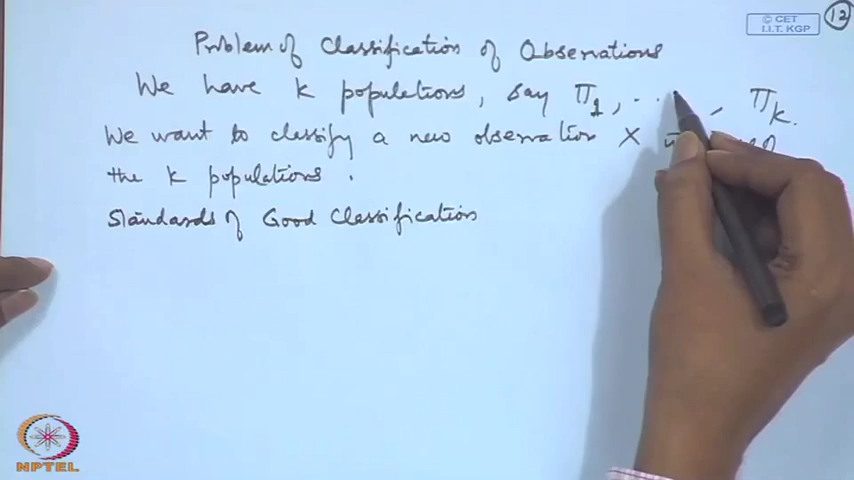 © CET
I.I.T. KGP
12
Problem of Classification of Observations
We have k populations, say π1, ..., πk.
We want to classify a new observation X
the k populations.
Standards of Good Classification
NPTEL